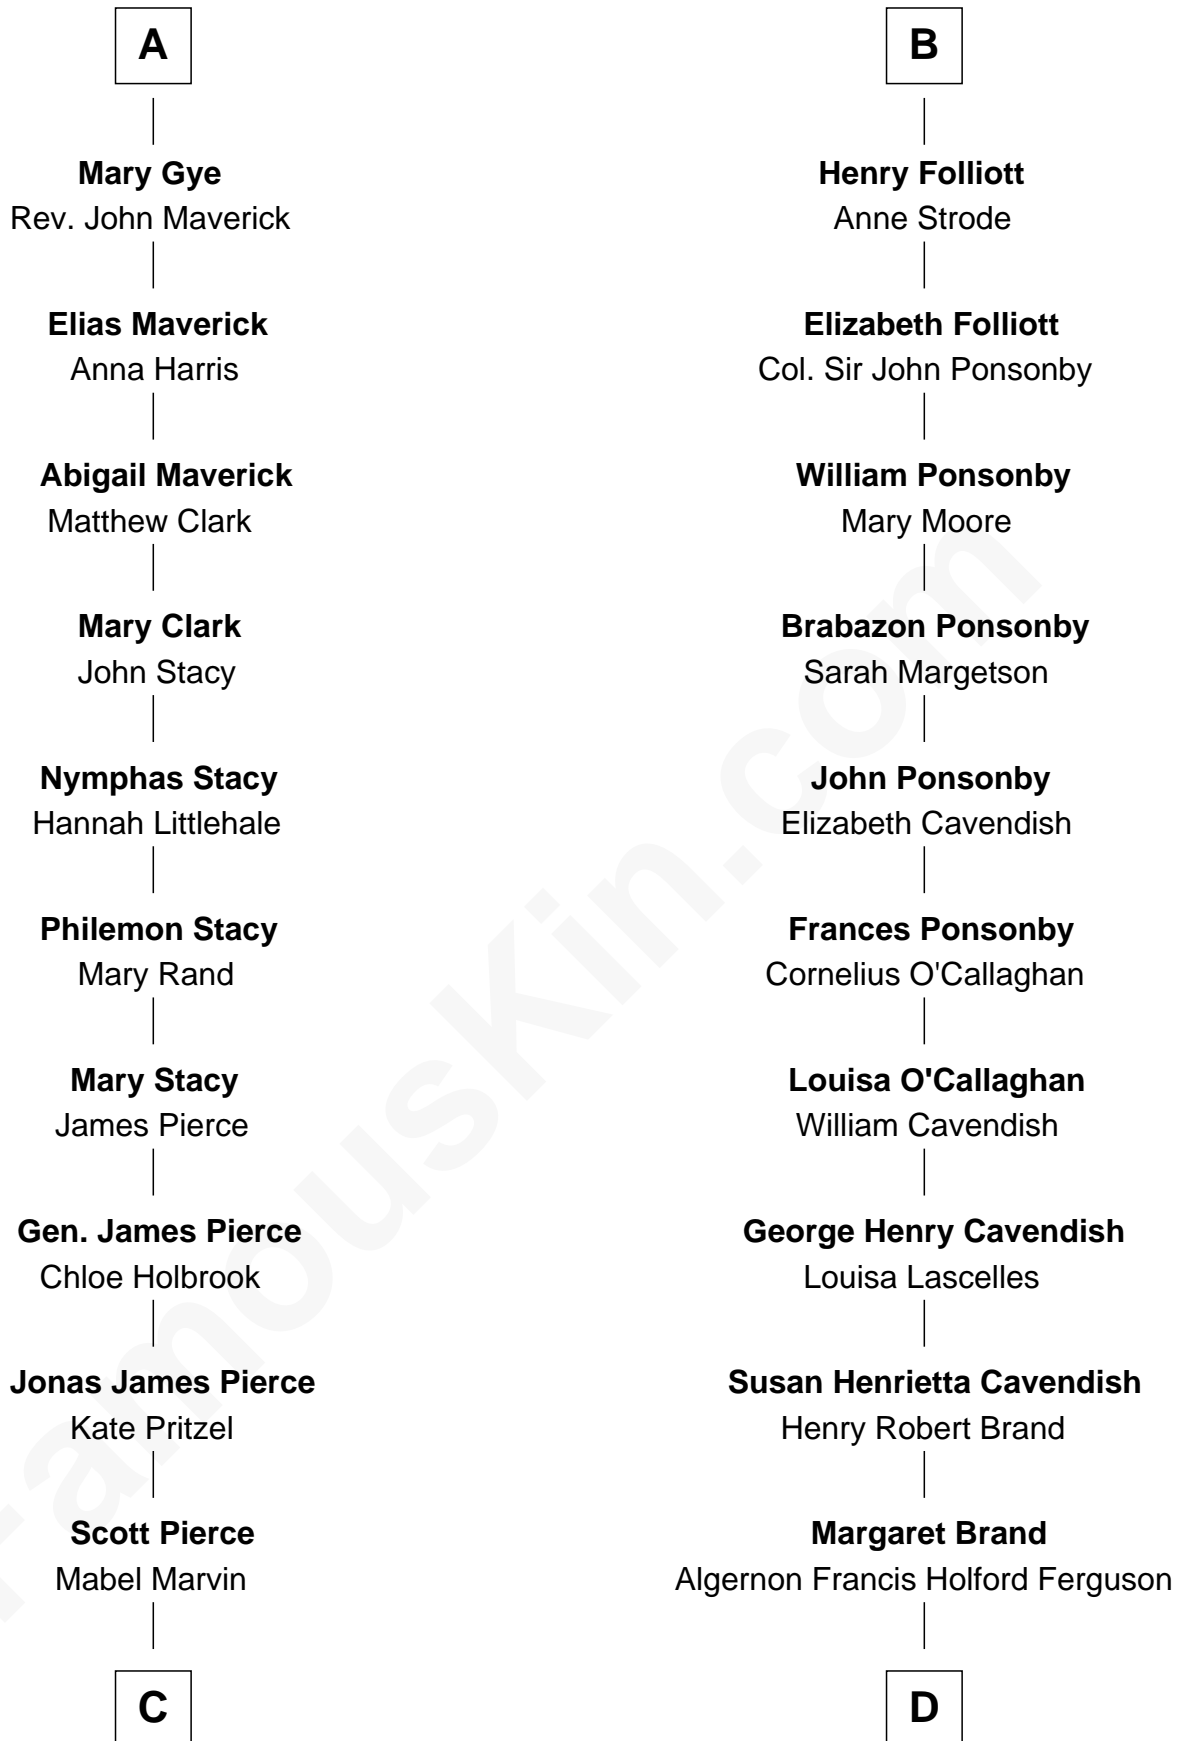 A
Mary Gye
Rev. John Maverick
Elias Maverick
Anna Harris
Abigail Maverick
Matthew Clark
Mary Clark
John Stacy
Nymphas Stacy
Hannah Littlehale
Philemon Stacy
Mary Rand
Mary Stacy
James Pierce
Gen. James Pierce
Chloe Holbrook
Jonas James Pierce
Kate Pritzel
Scott Pierce
Mabel Marvin
C
B
Henry Folliott
Anne Strode
Elizabeth Folliott
Col. Sir John Ponsonby
William Ponsonby
Mary Moore
Brabazon Ponsonby
Sarah Margetson
John Ponsonby
Elizabeth Cavendish
Frances Ponsonby
Cornelius O'Callaghan
Louisa O'Callaghan
William Cavendish
George Henry Cavendish
Louisa Lascelles
Susan Henrietta Cavendish
Henry Robert Brand
Margaret Brand
Algernon Francis Holford Ferguson
D
FamousKin.com